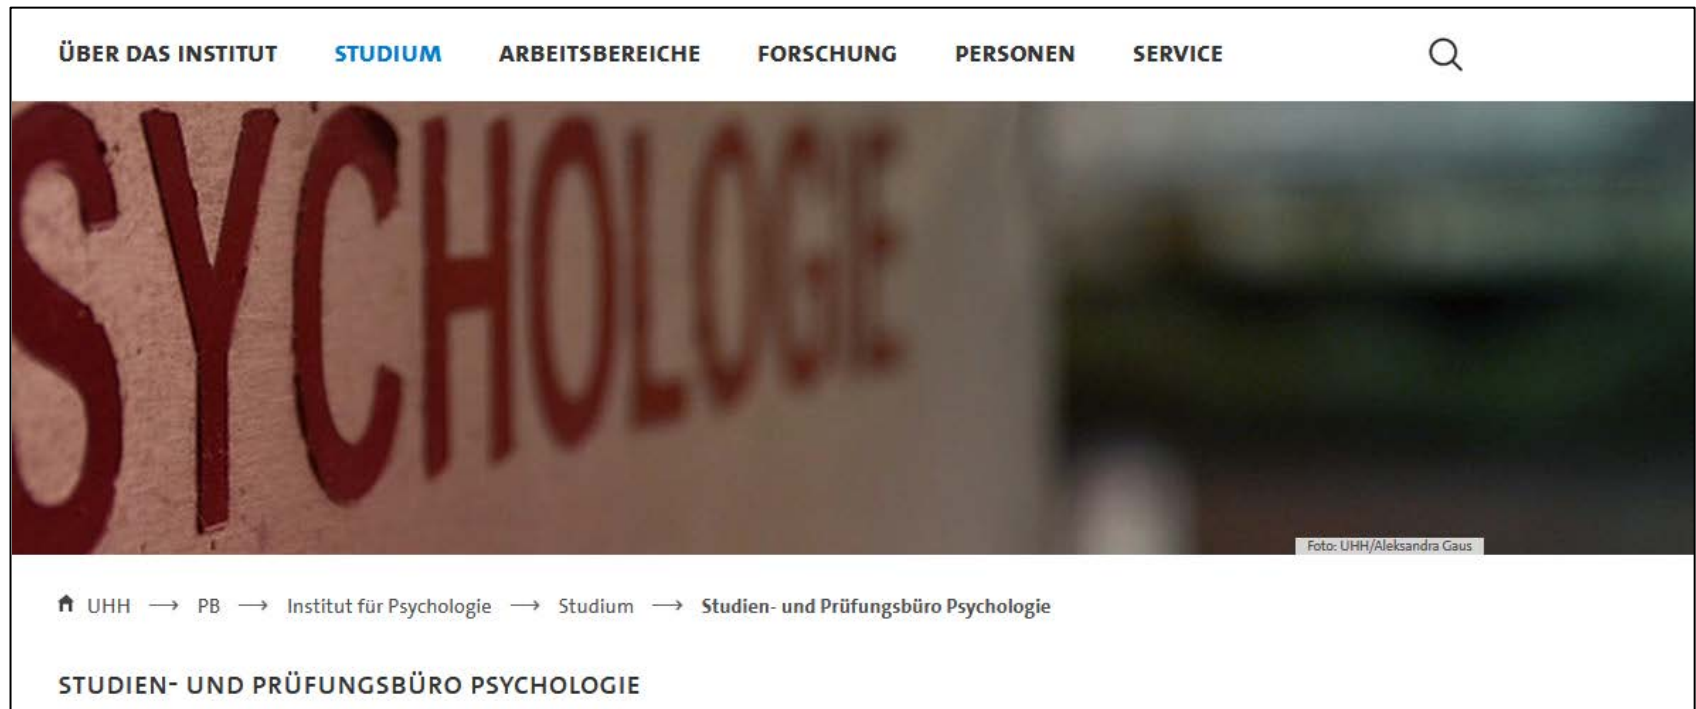 ÜBER DAS INSTITUT STUDIUM ARBEITSBEREICHE FORSCHUNG PERSONEN SERVICE
SYCHOLOGIE
Foto: UHH/Aleksandra Gaus
UHH → PB → Institut für Psychologie → Studium → Studien- und Prüfungsbüro Psychologie
STUDIEN- UND PRÜFUNGSBÜRO PSYCHOLOGIE